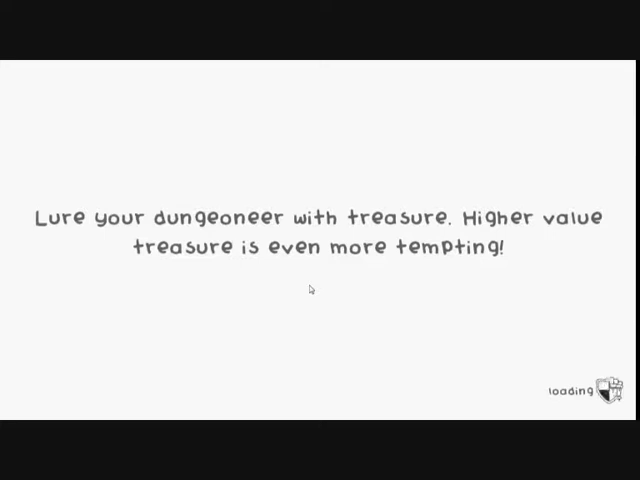 Lure your dungeoneer with treasure. Higher value
treasure is even more tempting!
loading